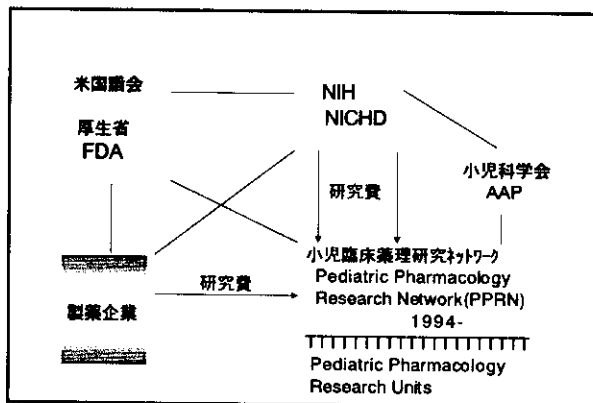 米国議会
厚生省
FDA
NIH
NICHD
小児科学会
AAP
研究費
製薬企業
研究費
小児臨床薬理研究ネットワーク
Pediatric Pharmacology
Research Network(PPRN)
1994-
Pediatric Pharmacology
Research Units